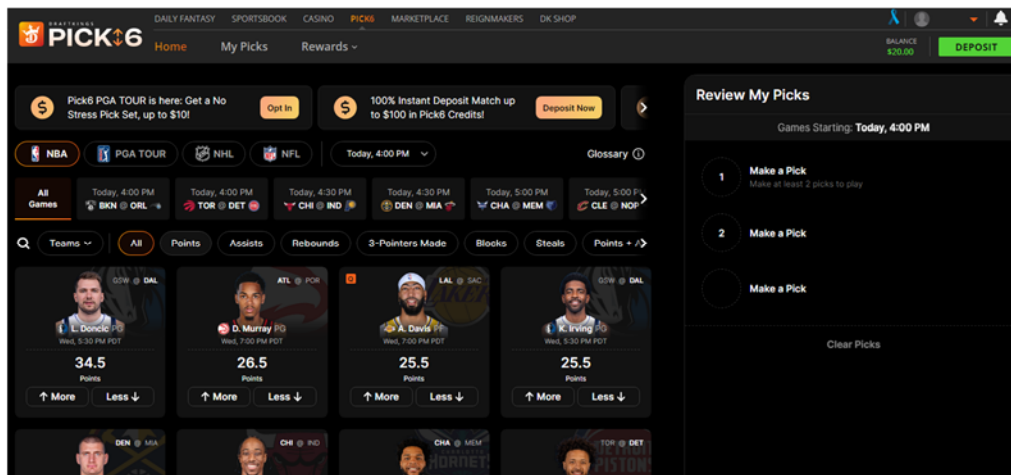 DAILY FANTASY SPORTSBOOK CASINO PICK6 MARKETPLACE REIGNMAKERS DK SHOP
DRAFTKINGS
PICK6
Home My Picks Rewards
BALANCE
$20.00
DEPOSIT
Pick6 PGA TOUR is here: Get a No
Stress Pick Set, up to $10!
Opt In
100% Instant Deposit Match up
to $100 in Pick6 Credits!
Deposit Now
NBA PGA TOUR NHL NFL Today, 4:00 PM Glossary
All
Games
Today, 4:00 PM
BKN @ ORL
Today, 4:00 PM
TOR @ DET
Today, 4:30 PM
CHI @ IND
Today, 4:30 PM
DEN @ MIA
Today, 5:00 PM
CHA @ MEM
Today, 5:00 P
CLE @ NOP
Teams All Points Assists Rebounds 3-Pointers Made Blocks Steals Points +
GSW @ DAL
L. Doncic PG
Wed, 5:30 PM PDT
34.5
Points
More Less
ATL @ POR
D. Murray PG
Wed, 7:00 PM PDT
26.5
Points
More Less
LAL @ SAC
A. Davis PF
Wed, 7:00 PM PDT
25.5
Points
More Less
GSW @ DAL
K. Irving PG
Wed, 5:30 PM PDT
25.5
Points
More Less
DEN @ MIA
CHI @ IND
CHA @ MEM
HORNETS
TOR @ DET
DETROIT
PISTONS
Review My Picks
Games Starting: Today, 4:00 PM
1
Make a Pick
Make at least 2 picks to play
2
Make a Pick
Make a Pick
Clear Picks